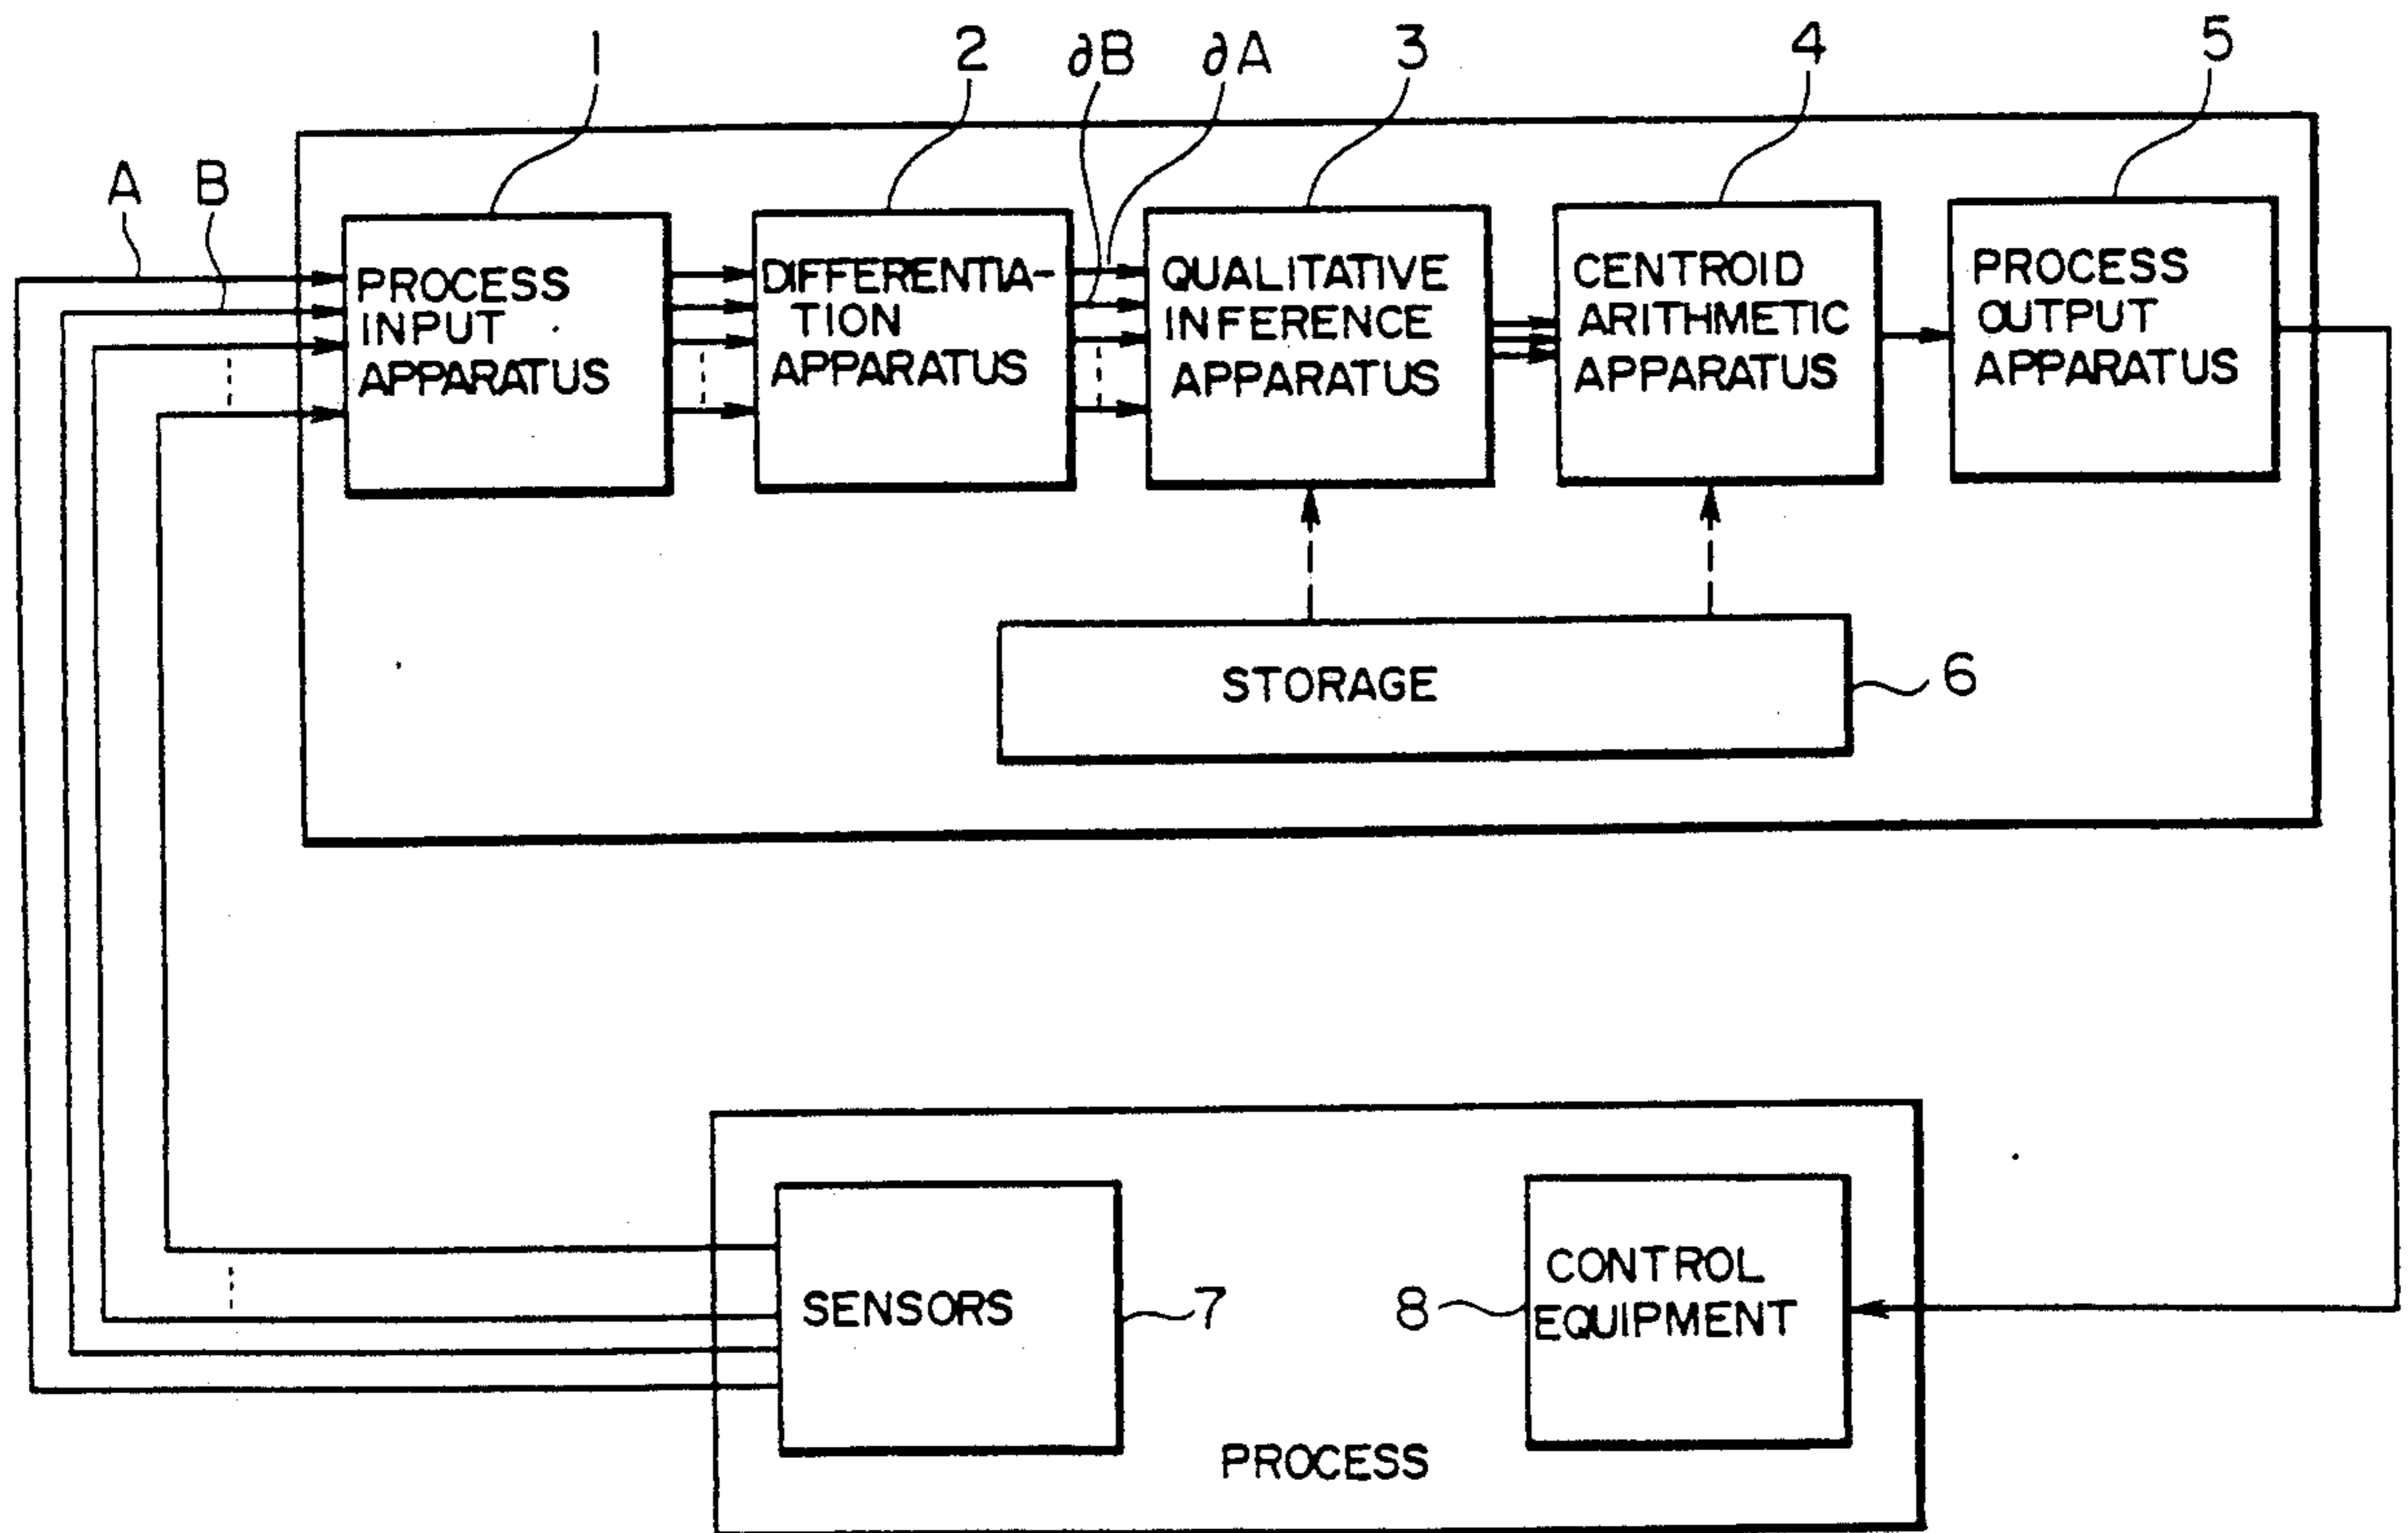 1
2
∂B
∂A
3
4
5
A
B
PROCESS
INPUT
APPARATUS
DIFFERENTIA-
TION
APPARATUS
QUALITATIVE
INFERENCE
APPARATUS
CENTROID
ARITHMETIC
APPARATUS
PROCESS
OUTPUT
APPARATUS
STORAGE
6
SENSORS
7
8
CONTROL
EQUIPMENT
PROCESS